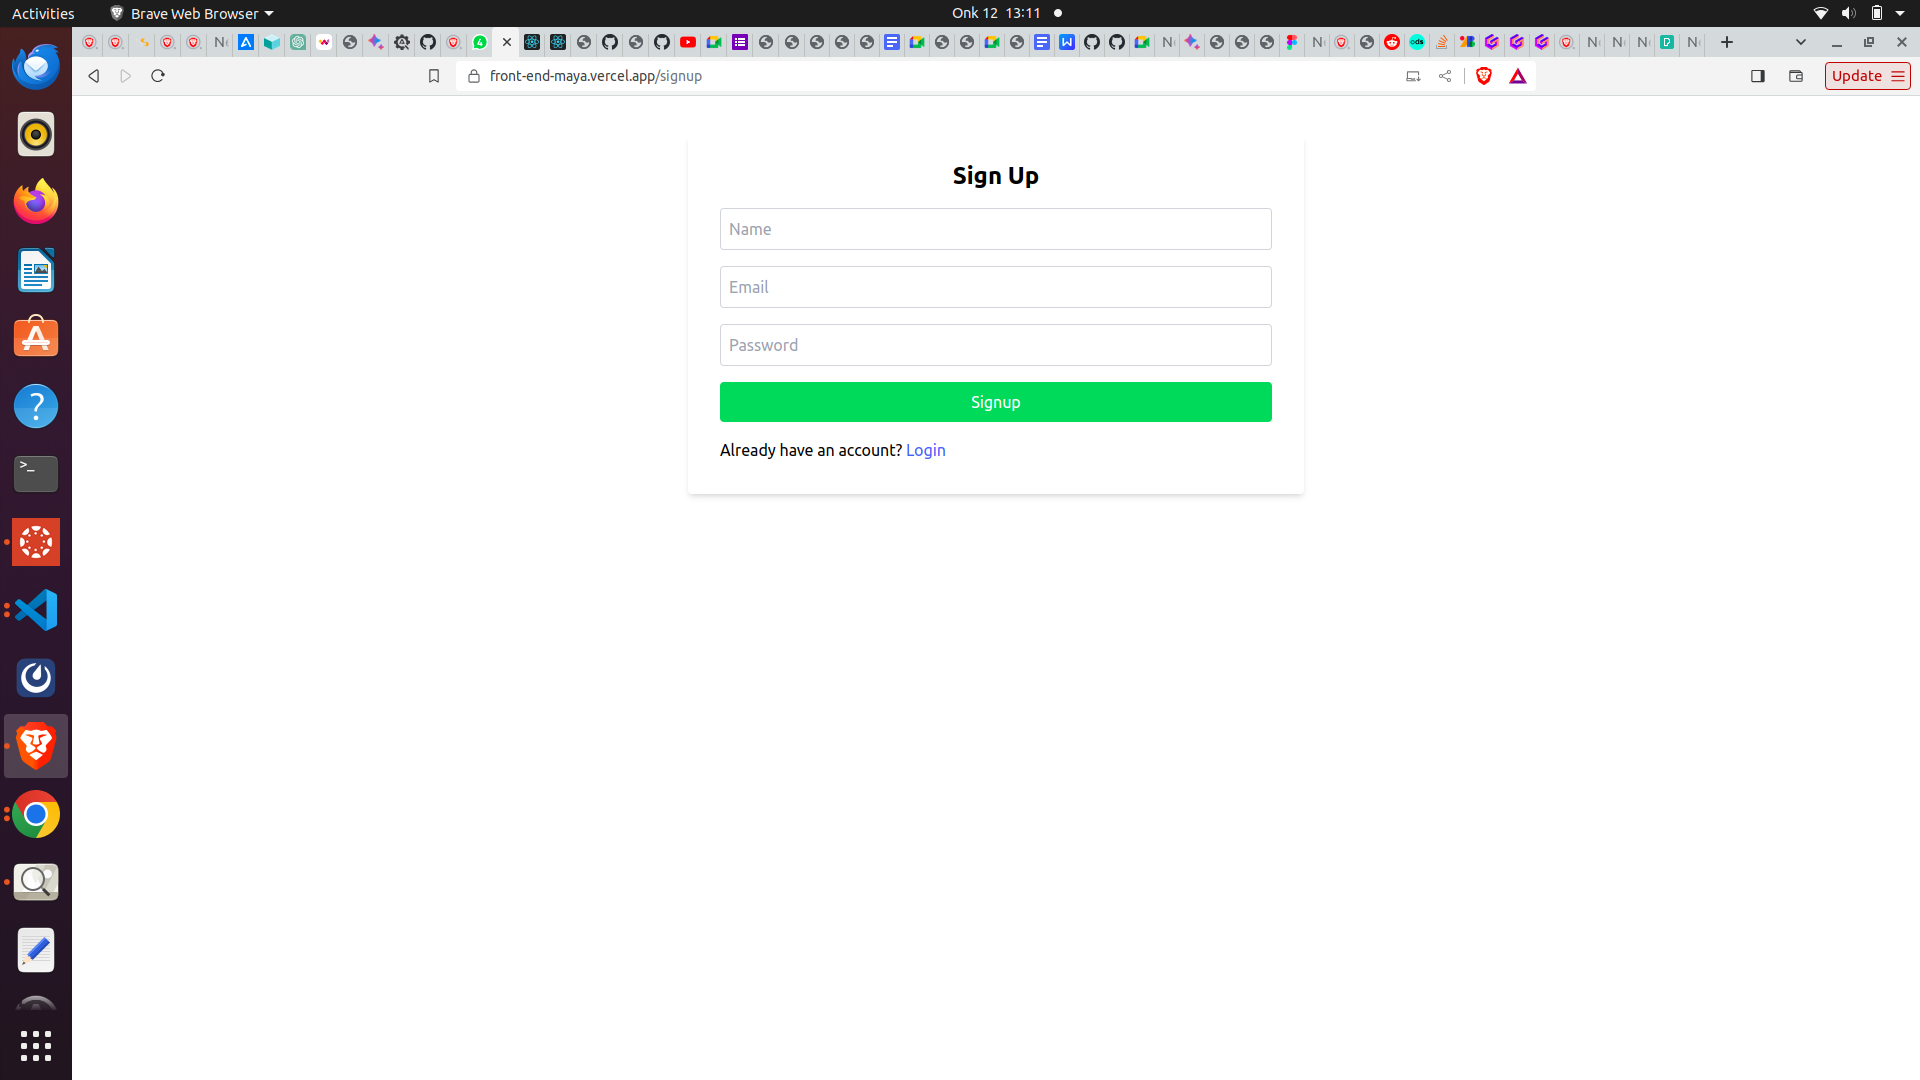 Activities
Brave Web Browser
Onk 12 13:11
front-end-maya.vercel.app/signup
Update
Sign Up
Name
Email
Password
Signup
Already have an account? Login